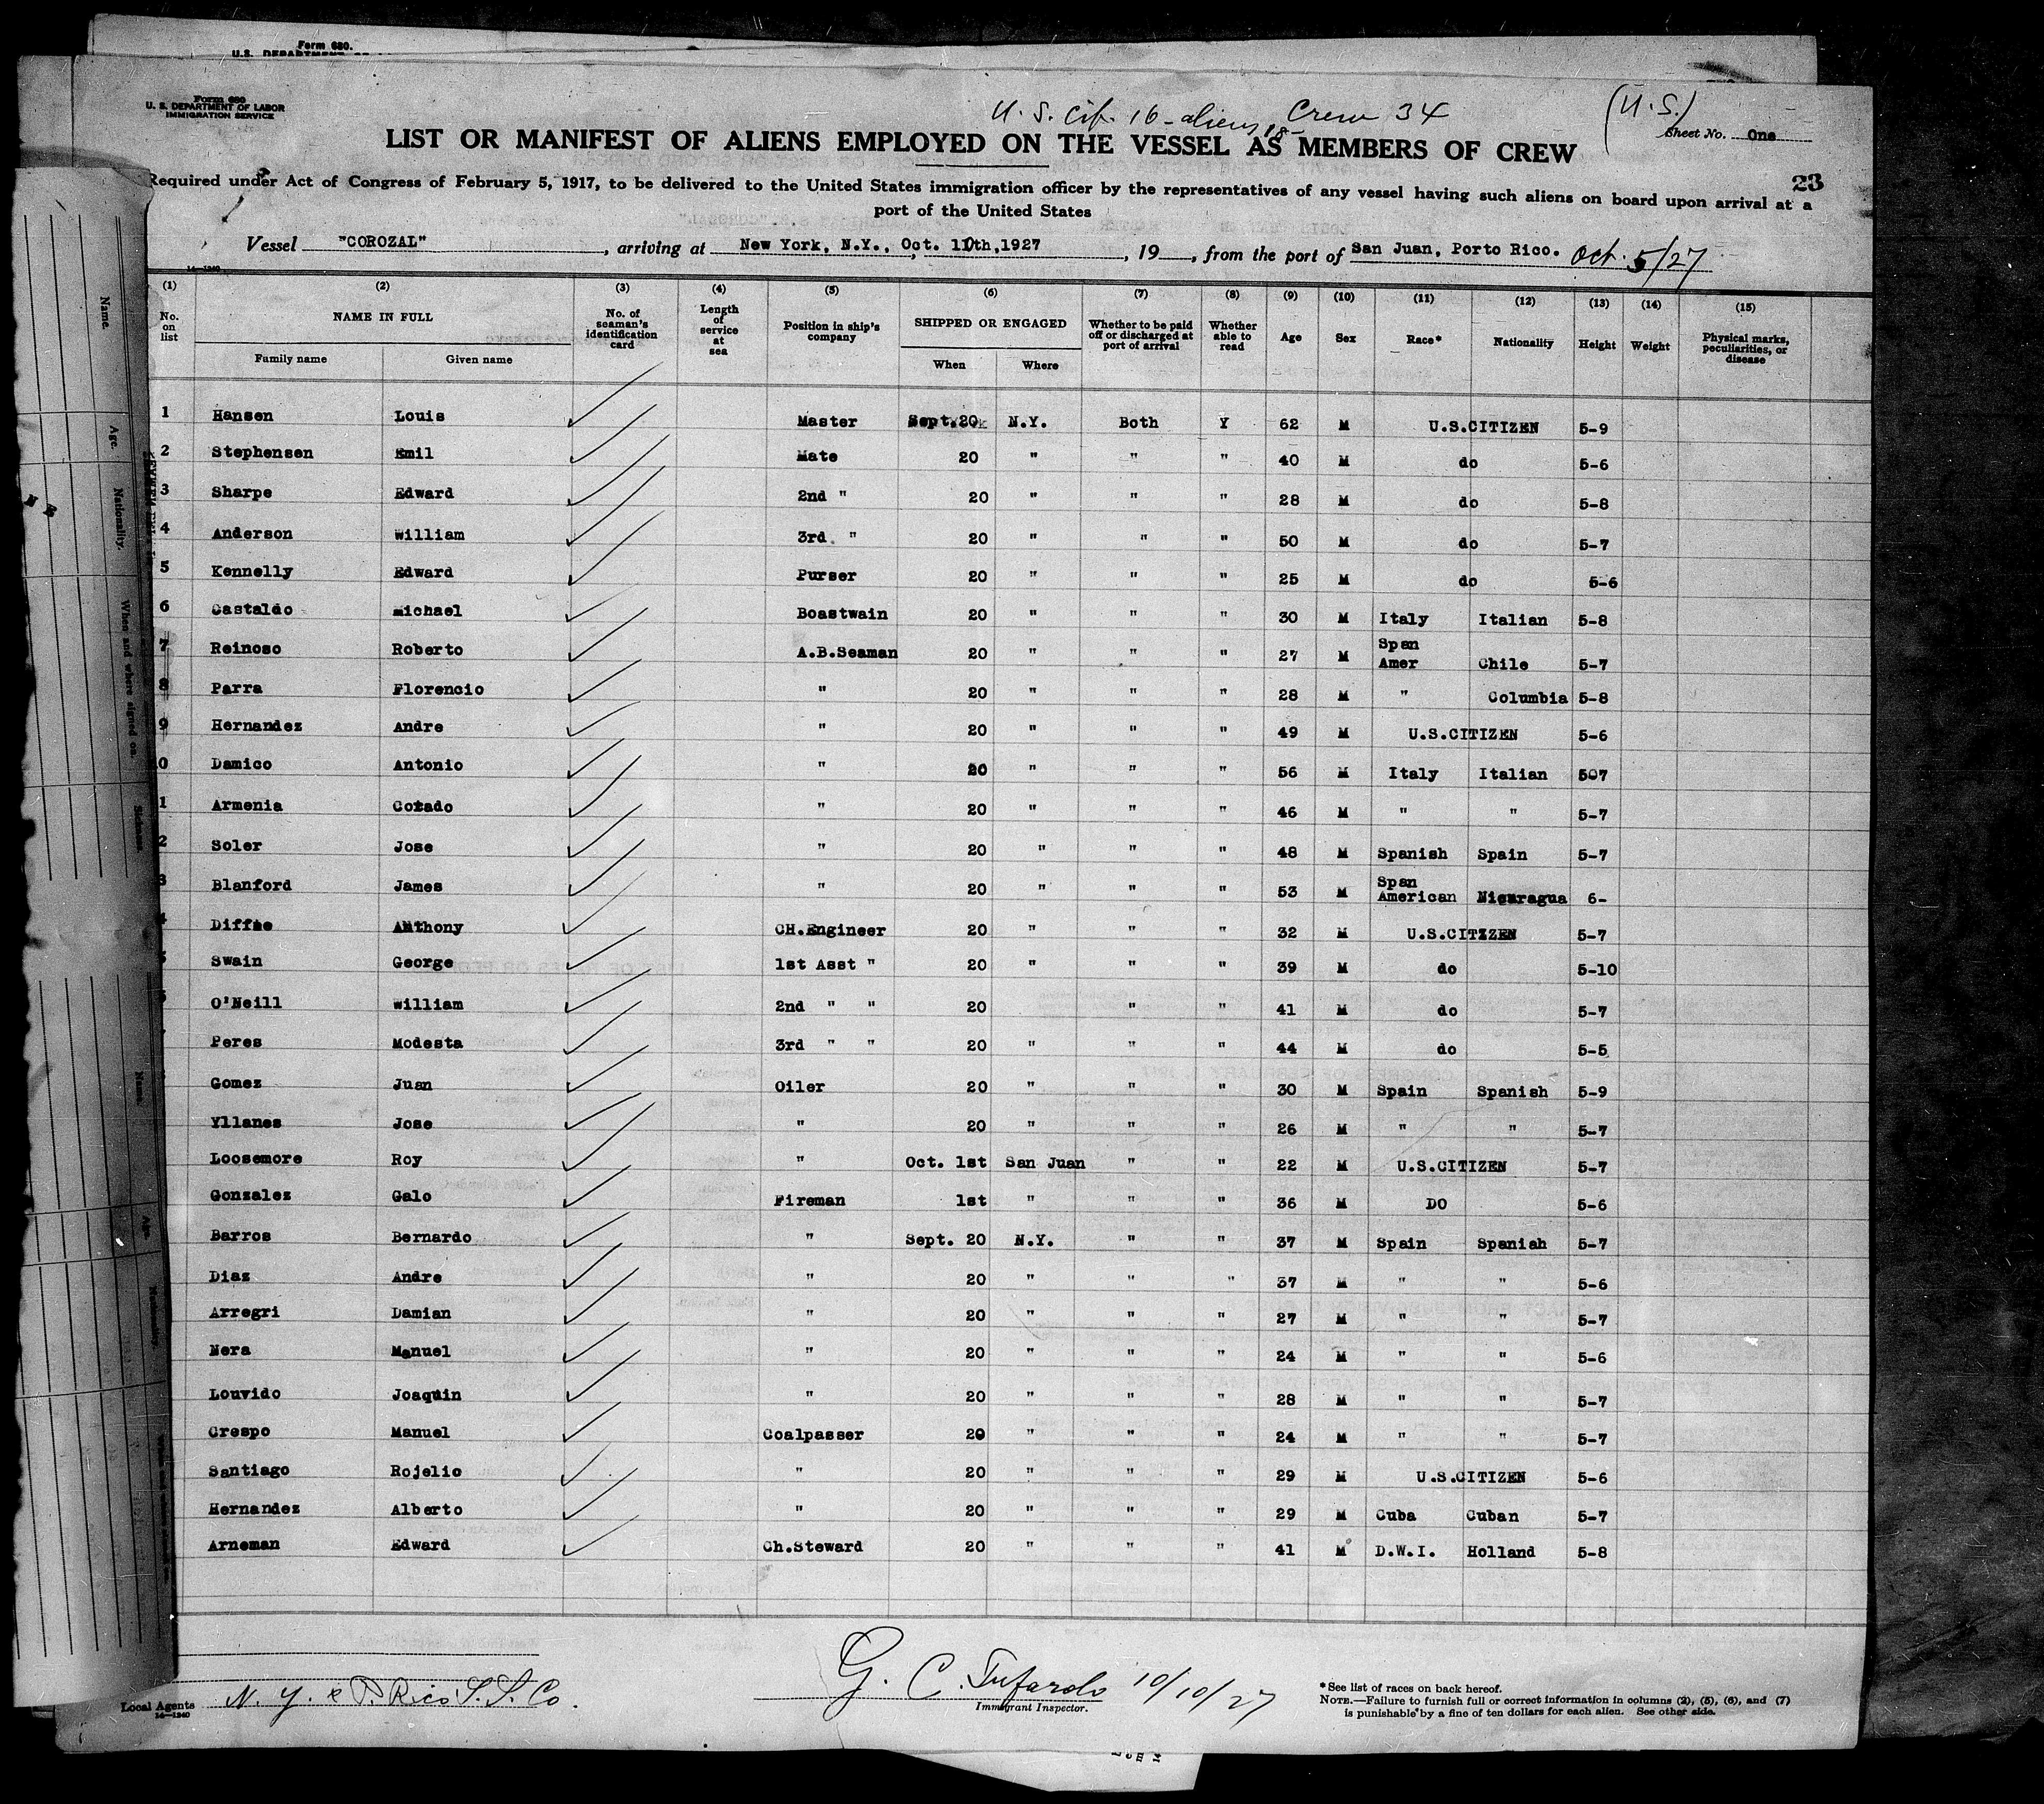 Form 680.
Form 680
U. S. DEPARTMENT OF LABOR
IMMIGRATION SERVICE
U. S. Cit. 16 - aliens 18 - Crew 34
(U. S.)
Sheet No. One
LIST OR MANIFEST OF ALIENS EMPLOYED ON THE VESSEL AS MEMBERS OF CREW
23
Required under Act of Congress of February 5, 1917, to be delivered to the United States immigration officer by the representatives of any vessel having such aliens on board upon arrival at a
port of the United States
Vessel "COROZAL", arriving at New York, N.Y., Oct. 10th, 1927, 19, from the port of San Juan, Porto Rico. Oct. 5/27
14-1240
(1) (2) (3) (4) (5) (6) (7) (8) (9) (10) (11) (12) (13) (14) (15)
No. on list NAME IN FULL Family name Given name No. of seaman's identification card Length of service at sea Position in ship's company SHIPPED OR ENGAGED When Where Whether to be paid off or discharged at port of arrival Whether able to read Age Sex Race* Nationality Height Weight Physical marks, peculiarities, or disease
1 Hansen Louis Master Sept.20 N.Y. Both Y 62 M U.S.CITIZEN 5-9
2 Stephensen Emil Mate 20 " " " 40 M do 5-6
3 Sharpe Edward 2nd " 20 " " " 28 M do 5-8
4 Anderson William 3rd. " 20 " " " 50 M do 5-7
5 Kennelly Edward Purser 20 " " " 25 M do 5-6
6 Castaldo Michael Boastwain 20 " " " 30 M Italy Italian 5-8
7 Reinoso Roberto A.B.Seaman 20 " " " 27 M Span Amer Chile 5-7
8 Parra Florencio " 20 " " " 28 M " Columbia 5-8
9 Hernandez Andre " 20 " " " 49 M U.S.CITIZEN 5-6
0 Damico Antonio " 20 " " " 56 M Italy Italian 507
1 Armenia Corado " 20 " " " 46 M " " 5-7
2 Soler Jose " 20 " " " 48 M Spanish Spain 5-7
3 Blanford James " 20 " " " 53 M Span American Nicuragua 6-
4 Diffne Anthony CH.Engineer 20 " " " 32 M U.S.CITIZEN 5-7
Swain George 1st Asst " 20 " " " 39 M do 5-10
O'Neill William 2nd " " 20 " " 41 M do 5-7
Peres Modesta 3rd " " 20 " " " 44 M do 5-5
Gomez Juan Oiler 20 " " " 30 M Spain Spanish 5-9
Yllanes Jose " 20 " " " 26 M " " 5-7
Loosemore Roy " Oct. 1st San Juan " " 22 M U.S.CITIZEN 5-7
Gonzalez Galo Fireman 1st " " " 36 M DO 5-6
Barros Bernardo " Sept. 20 N.Y. " " 37 M Spain Spanish 5-7
Diaz Andre " 20 " " " 37 M " " 5-6
Arregri Damian " 20 " " " 27 M " " 5-7
Nera Manuel " 20 " " " 24 M " " 5-6
Louvido Joaquin " 20 " " " 28 M " " 5-7
Crespo Manuel Coalpasser 20 " " " 24 M " " 5-7
Santiago Rojelio " 20 " " " 29 M U.S.CITIZEN 5-6
Hernandez Alberto " 20 " " " 29 M Cuba Cuban 5-7
Arneman Edward Ch.Steward 20 " " " 41 M D.W.I. Holland 5-8
Local Agents N. Y. & P. Rico S. S. Co.
14-1240
G. C. Tufarolo 10/10/27
Immigrant Inspector.
*See list of races on back hereof.
NOTE.—Failure to furnish full or correct information in columns (2), (5), (6), and (7)
is punishable by a fine of ten dollars for each alien. See other side.
Name.
Age.
Nationality.
When and where signed on.